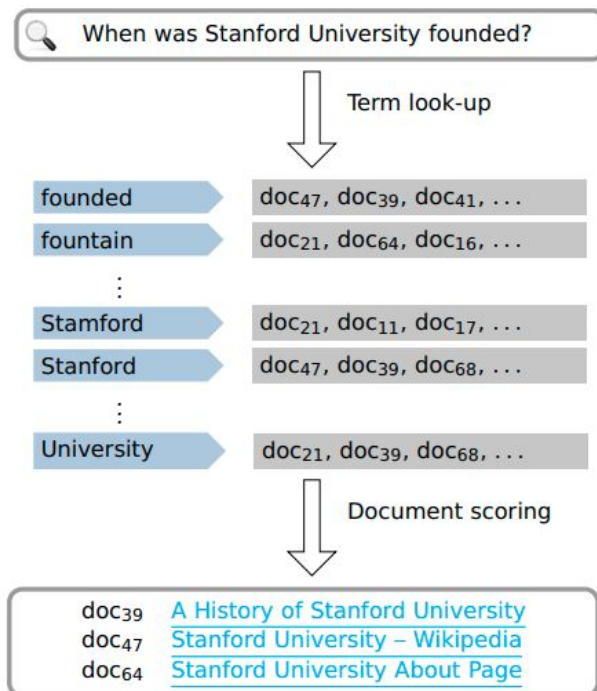 When was Stanford University founded?
Term look-up
founded doc47, doc39, doc41, ...
fountain doc21, doc64, doc16, ...
⋮
Stamford doc21, doc11, doc17, ...
Stanford doc47, doc39, doc68, ...
⋮
University doc21, doc39, doc68, ...
Document scoring
doc39 A History of Stanford University
doc47 Stanford University – Wikipedia
doc64 Stanford University About Page